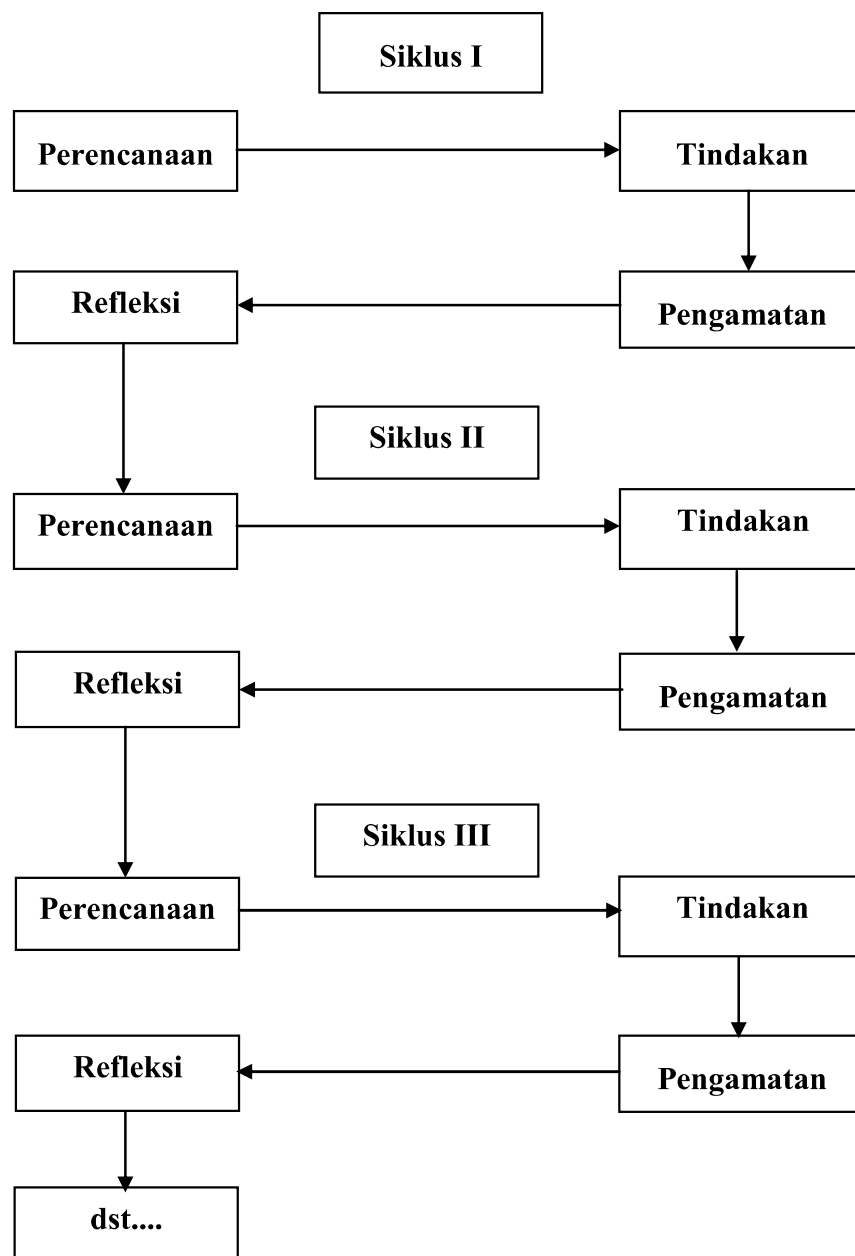 Siklus I
Perencanaan
Tindakan
Refleksi
Pengamatan
Siklus II
Perencanaan
Tindakan
Refleksi
Pengamatan
Siklus III
Perencanaan
Tindakan
Refleksi
Pengamatan
dst....